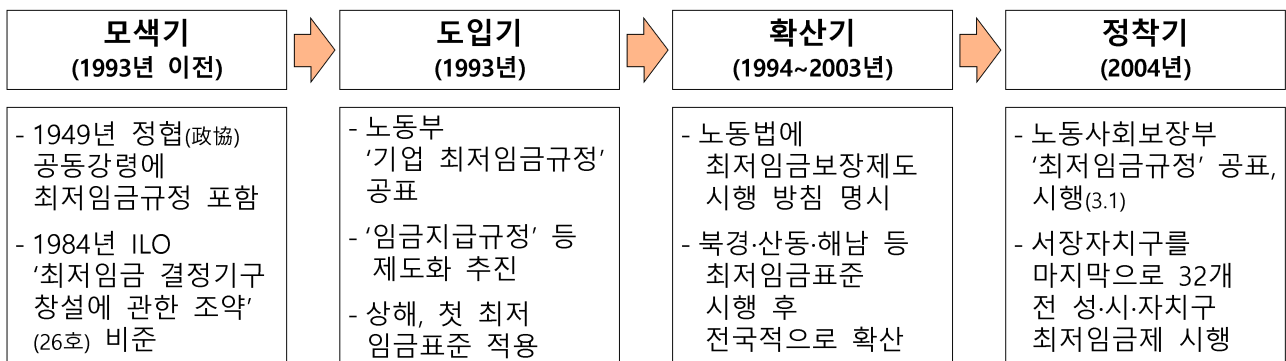 모색기
(1993년 이전)
- 1949년 정협(政協)
공동강령에
최저임금규정 포함
- 1984년 ILO
‘최저임금 결정기구
창설에 관한 조약’
(26호) 비준
도입기
(1993년)
- 노동부
‘기업 최저임금규정’
공표
- ‘임금지급규정’ 등
제도화 추진
- 상해, 첫 최저
임금표준 적용
확산기
(1994~2003년)
- 노동법에
최저임금보장제도
시행 방침 명시
- 북경·산동·해남 등
최저임금표준
시행 후
전국적으로 확산
정착기
(2004년)
- 노동사회보장부
‘최저임금규정’ 공표,
시행(3.1)
- 서장자치구를
마지막으로 32개
전 성·시·자치구
최저임금제 시행